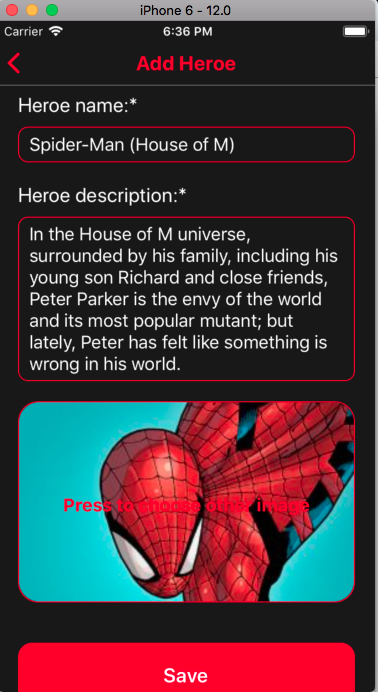 iPhone 6 - 12.0
Carrier 6:36 PM
Add Heroe
Heroe name:*
Spider-Man (House of M)
Heroe description:*
In the House of M universe,
surrounded by his family, including his
young son Richard and close friends,
Peter Parker is the envy of the world
and its most popular mutant; but
lately, Peter has felt like something is
wrong in his world.
Press to choose other image
Save